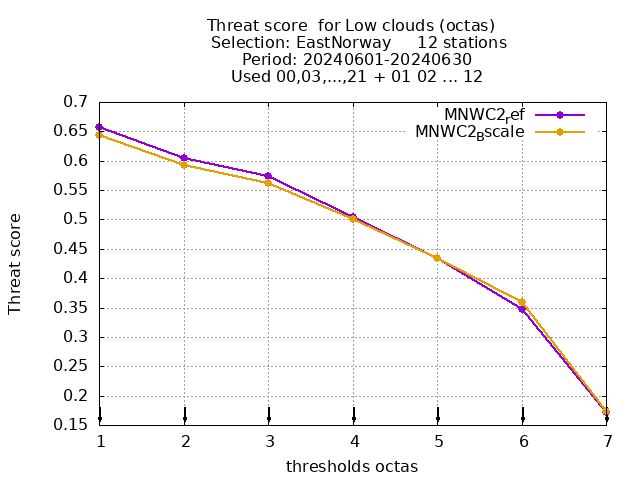 Threat score  for Low clouds (octas)
Selection: EastNorway     12 stations
Period: 20240601-20240630
Used 00,03,...,21 + 01 02 ... 12
0.7
0.65
0.6
0.55
0.5
0.45
0.4
0.35
0.3
0.25
0.2
0.15
MNWC2ref
MNWC2Bscale
Threat score
1 2 3 4 5 6 7
thresholds octas